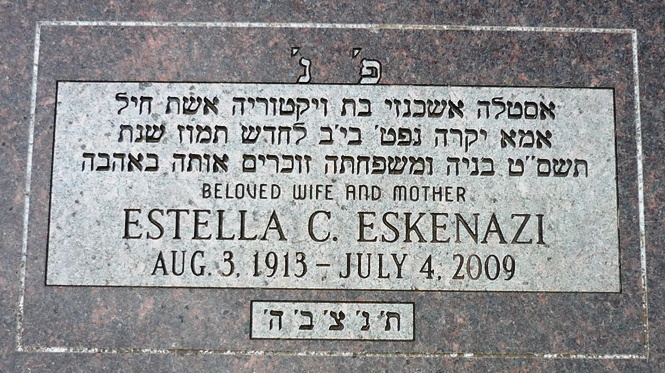 פ׳ נ׳
אסטלה אשכנזי בת ויקטוריה אשת חיל
אמא יקרה נפט׳ בי״ב לחדש תמוז שנת
תשס״ט בניה ומשפחתה זוכרים אותה באהבה
BELOVED WIFE AND MOTHER
ESTELLA C. ESKENAZI
AUG. 3, 1913 – JULY 4, 2009
ת׳ נ׳ צ׳ ב׳ ה׳